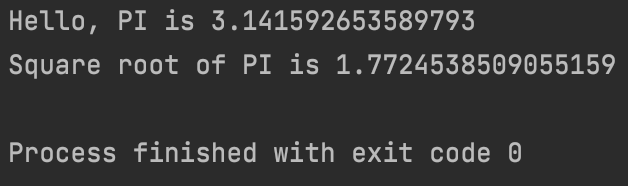 Hello, PI is 3.141592653589793
Square root of PI is 1.7724538509055159
Process finished with exit code 0